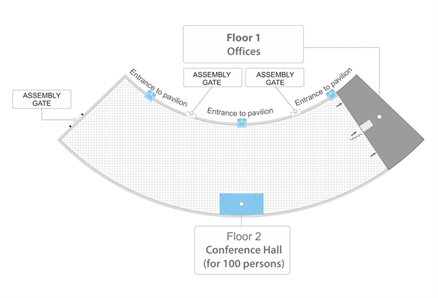 Floor 1
Offices
ASSEMBLY
GATE
ASSEMBLY
GATE
ASSEMBLY
GATE
Entrance to pavilion
Entrance to pavilion
Entrance to pavilion
Floor 2
Conference Hall
(for 100 persons)